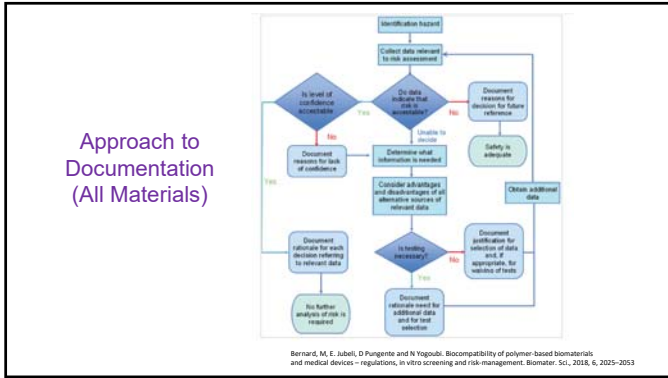 Approach to
Documentation
(All Materials)
Identification hazard
Collect data relevant
to risk assessment
Is level of
confidence
acceptable
Yes
Do data
indicate that
risk is
acceptable?
No
Document
reasons for
decision for future
reference
Safety is
adequate
No
Unable to
decide
Document
reasons for lack
of confidence
Determine what
information is needed
Yes
Consider advantages
and disadvantages of all
alternative sources of
relevant data
Obtain additional
data
Document
rationale for each
decision referring
to relevant data
Is testing
necessary?
No
Document
justification for
selection of data
and, if
appropriate, for
waiving of tests
Yes
No further
analysis of risk is
required
Document
rationale need for
additional data
and for test
selection
Bernard, M, E. Jubeli, D Pungente and N Yogoubi. Biocompatibility of polymer-based biomaterials
and medical devices – regulations, in vitro screening and risk-management. Biomater. Sci., 2018, 6, 2025–2053